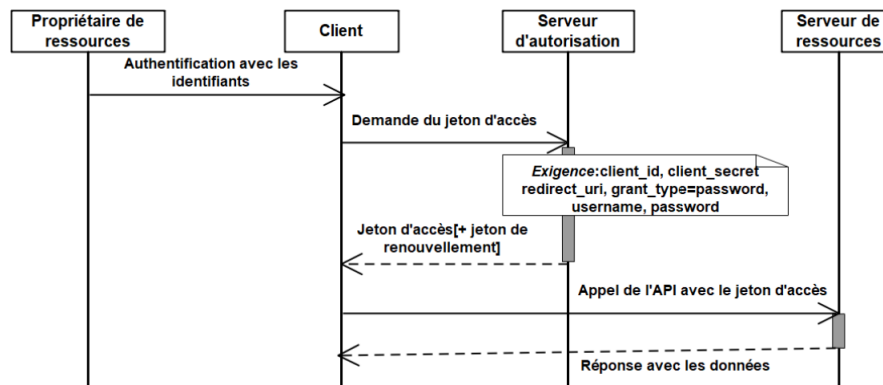 Propriétaire de
ressources
Client
Serveur
d'autorisation
Serveur de
ressources
Authentification avec les
identifiants
Demande du jeton d'accès
Exigence:client_id, client_secret
redirect_uri, grant_type=password,
username, password
Jeton d'accès[+ jeton de
renouvellement]
Appel de l'API avec le jeton d'accès
Réponse avec les données